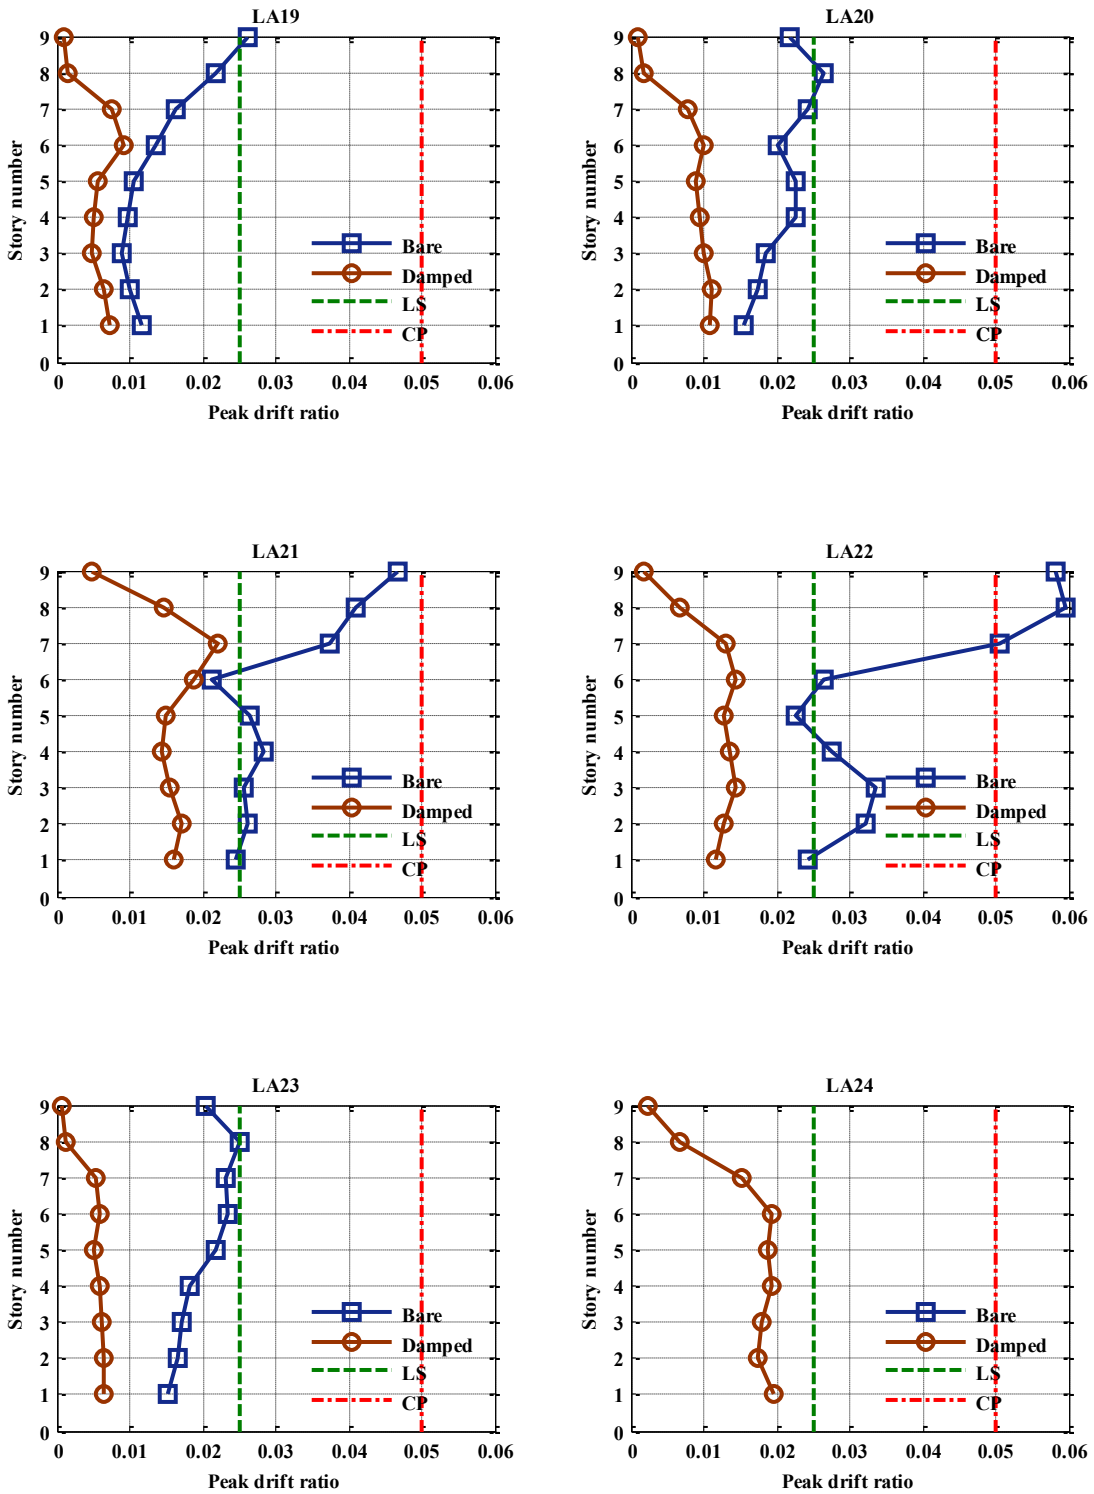 LA19
9
8
7
6
5
4
3
2
1
0
Story number
Bare
Damped
LS
CP
0 0.01 0.02 0.03 0.04 0.05 0.06
Peak drift ratio
LA20
9
8
7
6
5
4
3
2
1
0
Story number
Bare
Damped
LS
CP
0 0.01 0.02 0.03 0.04 0.05 0.06
Peak drift ratio
LA21
9
8
7
6
5
4
3
2
1
0
Story number
Bare
Damped
LS
CP
0 0.01 0.02 0.03 0.04 0.05 0.06
Peak drift ratio
LA22
9
8
7
6
5
4
3
2
1
0
Story number
Bare
Damped
LS
CP
0 0.01 0.02 0.03 0.04 0.05 0.06
Peak drift ratio
LA23
9
8
7
6
5
4
3
2
1
0
Story number
Bare
Damped
LS
CP
0 0.01 0.02 0.03 0.04 0.05 0.06
Peak drift ratio
LA24
9
8
7
6
5
4
3
2
1
0
Story number
Bare
Damped
LS
CP
0 0.01 0.02 0.03 0.04 0.05 0.06
Peak drift ratio